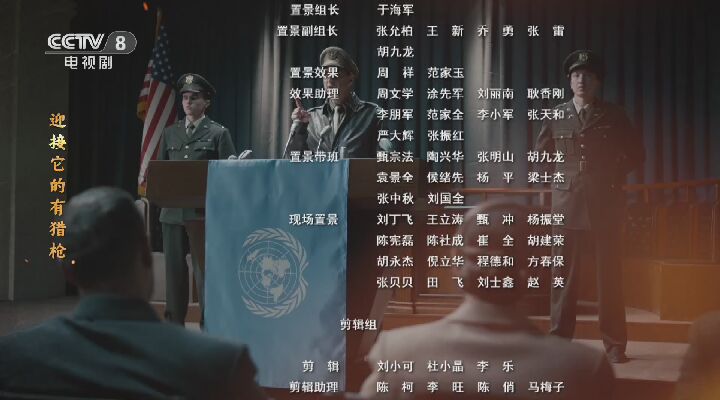 CCTV 8
电视剧
迎接它的有猎枪
置景组长 于海军
置景副组长 张允柏 王 新 乔 勇 张 雷
胡九龙
置景效果 周 祥 范家玉
效果助理 周文学 涂先军 刘丽南 耿香刚
李朋军 范家全 李小军 张天和
严大辉 张振红
置景带班 甄宗法 陶兴华 张明山 胡九龙
袁景全 侯绪先 杨 平 梁士杰
张中秋 刘国全
现场置景 刘丁飞 王立涛 甄 冲 杨振堂
陈宪磊 陈社成 崔 全 胡建荣
胡永杰 倪立华 程德和 方春保
张贝贝 田 飞 刘士鑫 赵 英
剪辑组
剪 辑 刘小可 杜小晶 李 乐
剪辑助理 陈 柯 李 旺 陈 俏 马梅子